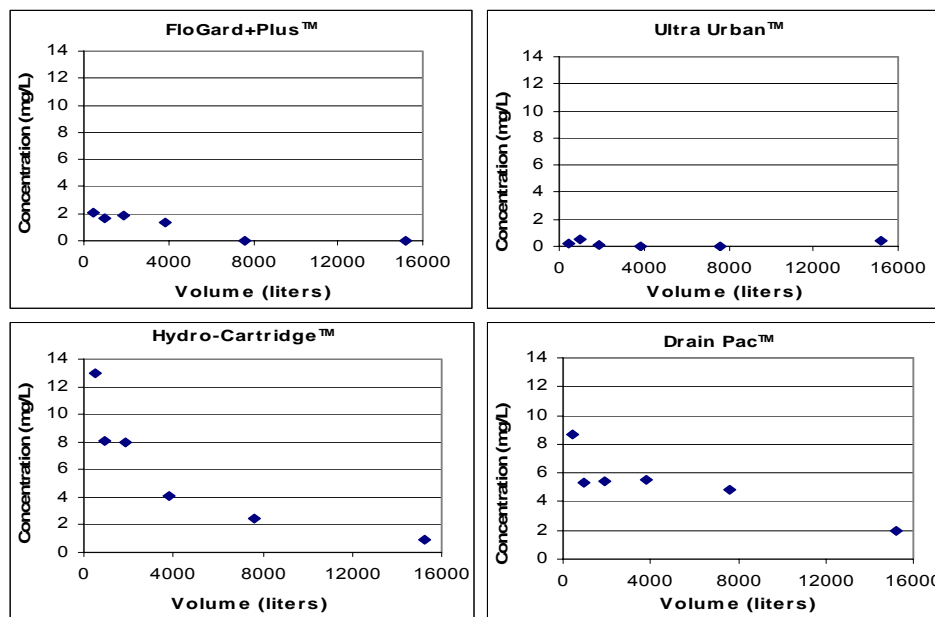 FloGard+Plus™
14
12
10
8
6
4
2
0
Concentration (mg/L)
0 4000 8000 12000 16000
Volume (liters)
Ultra Urban™
14
12
10
8
6
4
2
0
Concentration (mg/L)
0 4000 8000 12000 16000
Volume (liters)
Hydro-Cartridge™
14
12
10
8
6
4
2
0
Concentration (mg/L)
0 4000 8000 12000 16000
Volume (liters)
Drain Pac™
14
12
10
8
6
4
2
0
Concentration (mg/L)
0 4000 8000 12000 16000
Volume (liters)